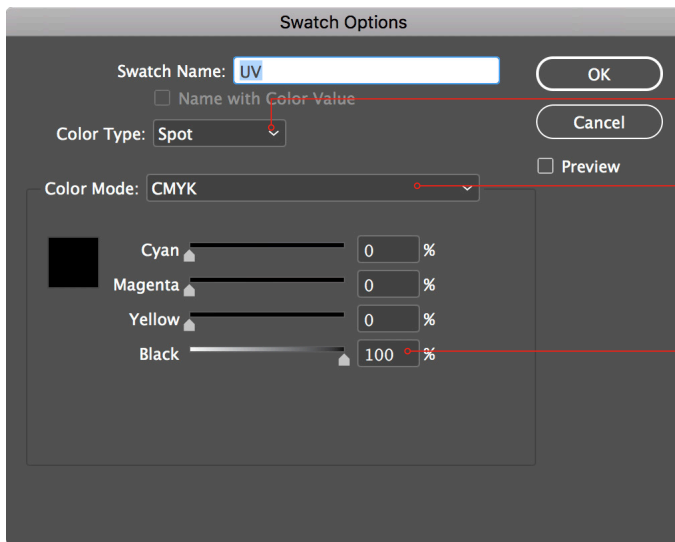 Swatch Options
Swatch Name: UV
OK
Name with Color Value
Color Type: Spot
Cancel
Preview
Color Mode: CMYK
Cyan 0 %
Magenta 0 %
Yellow 0 %
Black 100 %